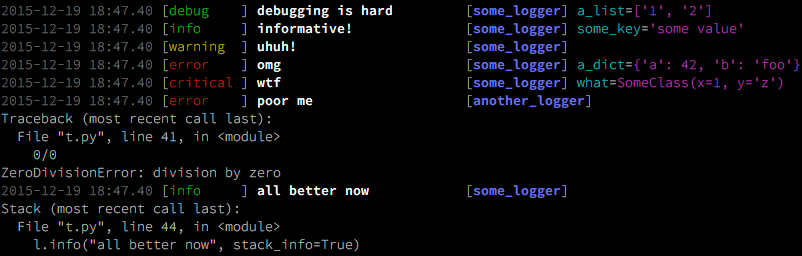 2015-12-19 18:47.40 [debug    ] debugging is hard              [some_logger] a_list=['1', '2']
2015-12-19 18:47.40 [info     ] informative!                   [some_logger] some_key='some value'
2015-12-19 18:47.40 [warning  ] uhuh!                          [some_logger]
2015-12-19 18:47.40 [error    ] omg                            [some_logger] a_dict={'a': 42, 'b': 'foo'}
2015-12-19 18:47.40 [critical ] wtf                            [some_logger] what=SomeClass(x=1, y='z')
2015-12-19 18:47.40 [error    ] poor me                        [another_logger]
Traceback (most recent call last):
  File "t.py", line 41, in <module>
    0/0
ZeroDivisionError: division by zero
2015-12-19 18:47.40 [info     ] all better now                 [some_logger]
Stack (most recent call last):
  File "t.py", line 44, in <module>
    l.info("all better now", stack_info=True)